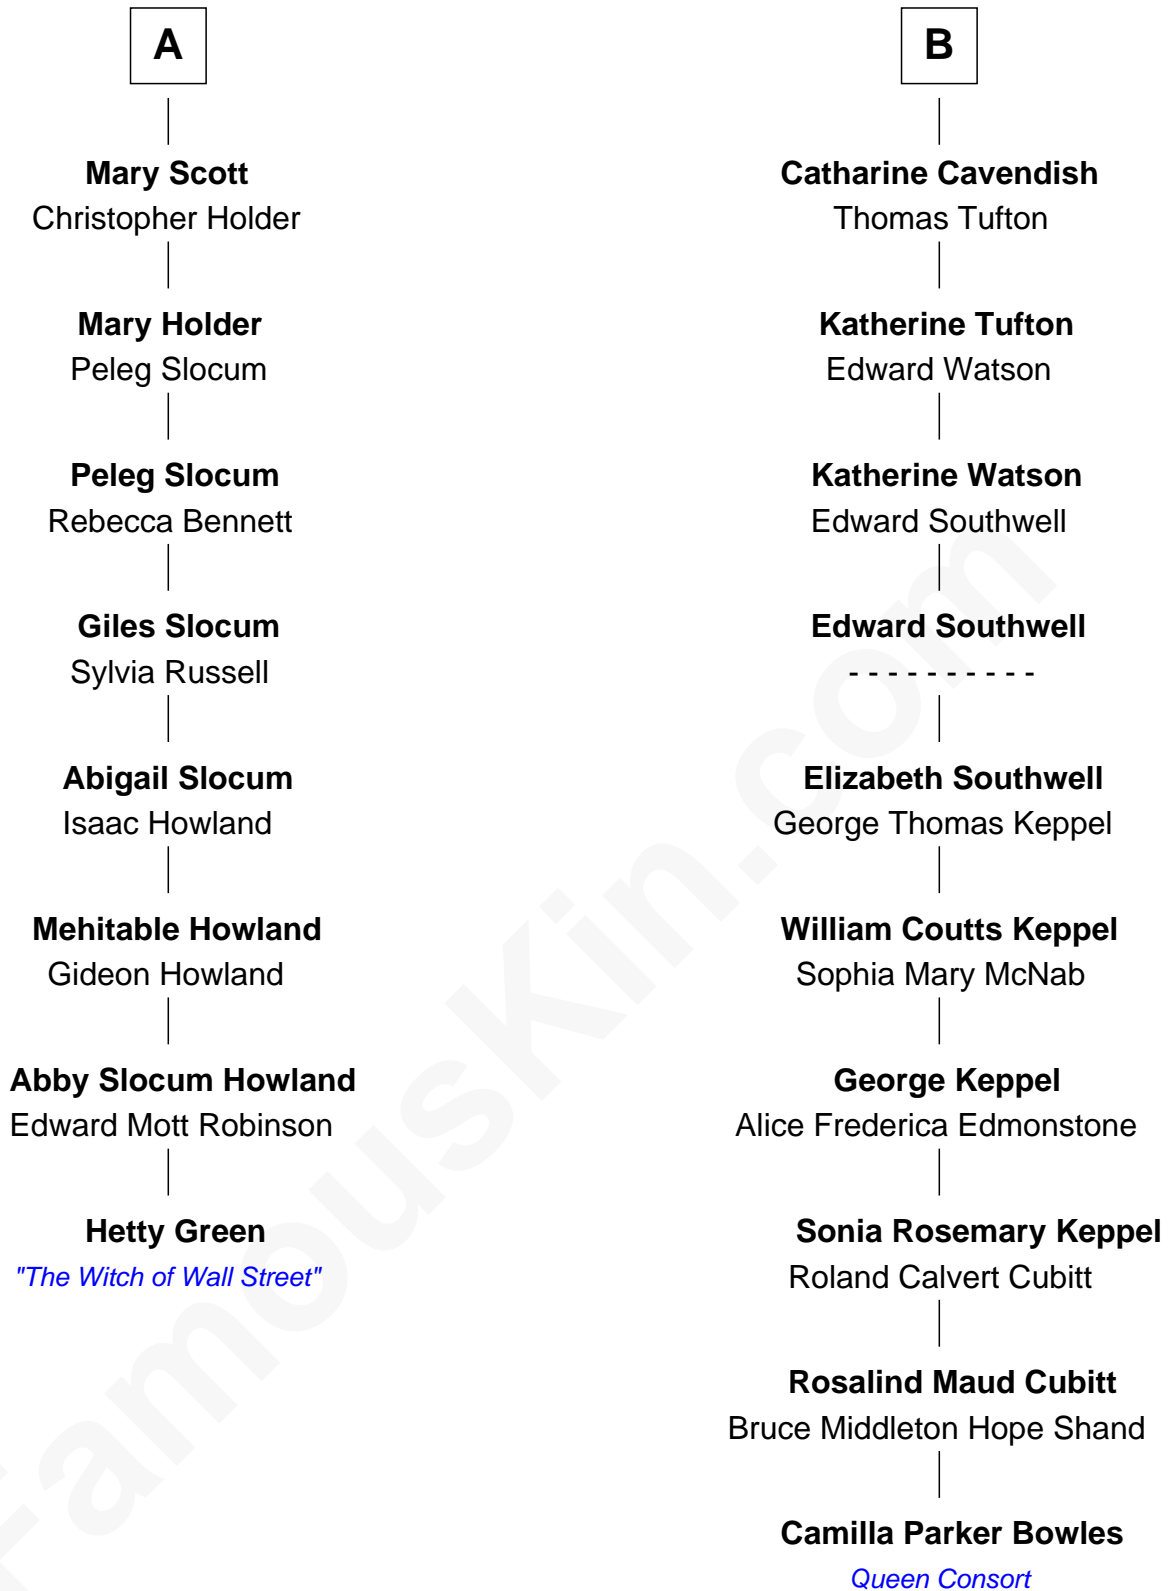 A
Mary Scott
Christopher Holder
Mary Holder
Peleg Slocum
Peleg Slocum
Rebecca Bennett
Giles Slocum
Sylvia Russell
Abigail Slocum
Isaac Howland
Mehitable Howland
Gideon Howland
Abby Slocum Howland
Edward Mott Robinson
Hetty Green
"The Witch of Wall Street"
B
Catharine Cavendish
Thomas Tufton
Katherine Tufton
Edward Watson
Katherine Watson
Edward Southwell
Edward Southwell
- - - - - - - - - -
Elizabeth Southwell
George Thomas Keppel
William Coutts Keppel
Sophia Mary McNab
George Keppel
Alice Frederica Edmonstone
Sonia Rosemary Keppel
Roland Calvert Cubitt
Rosalind Maud Cubitt
Bruce Middleton Hope Shand
Camilla Parker Bowles
Queen Consort
FamousKin.com